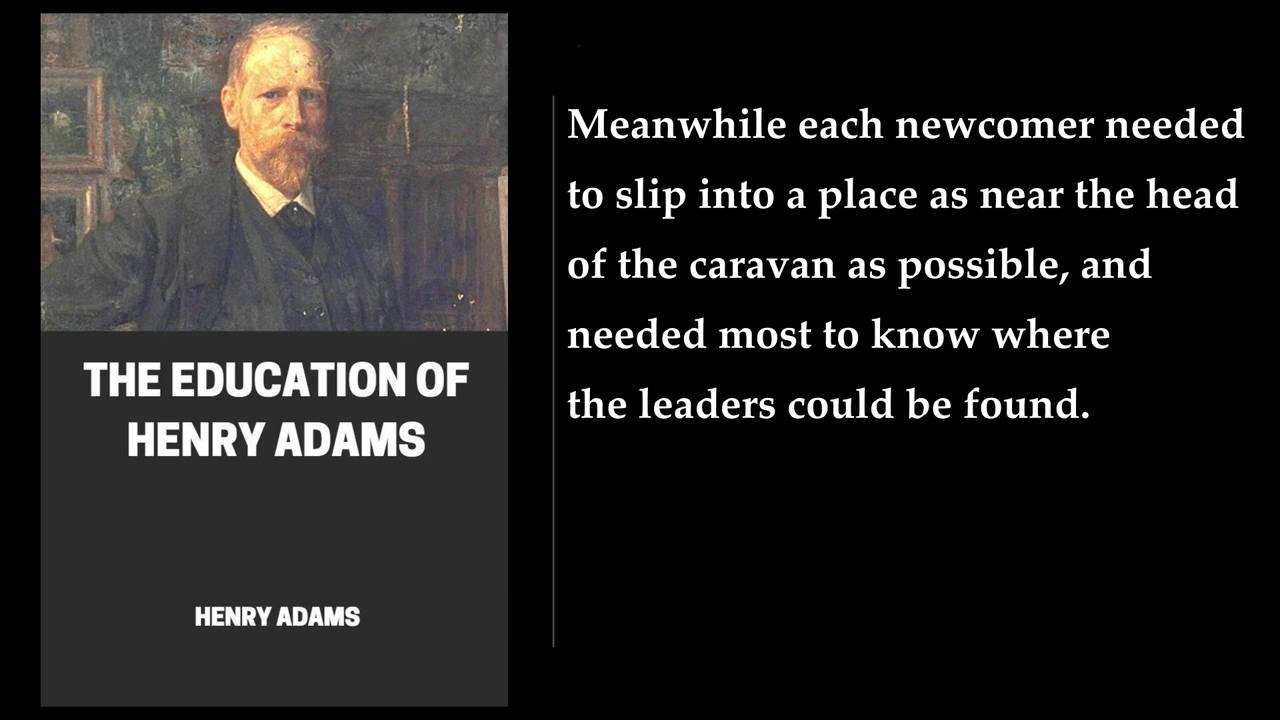 THE EDUCATION OF
HENRY ADAMS
HENRY ADAMS
Meanwhile each newcomer needed
to slip into a place as near the head
of the caravan as possible, and
needed most to know where
the leaders could be found.